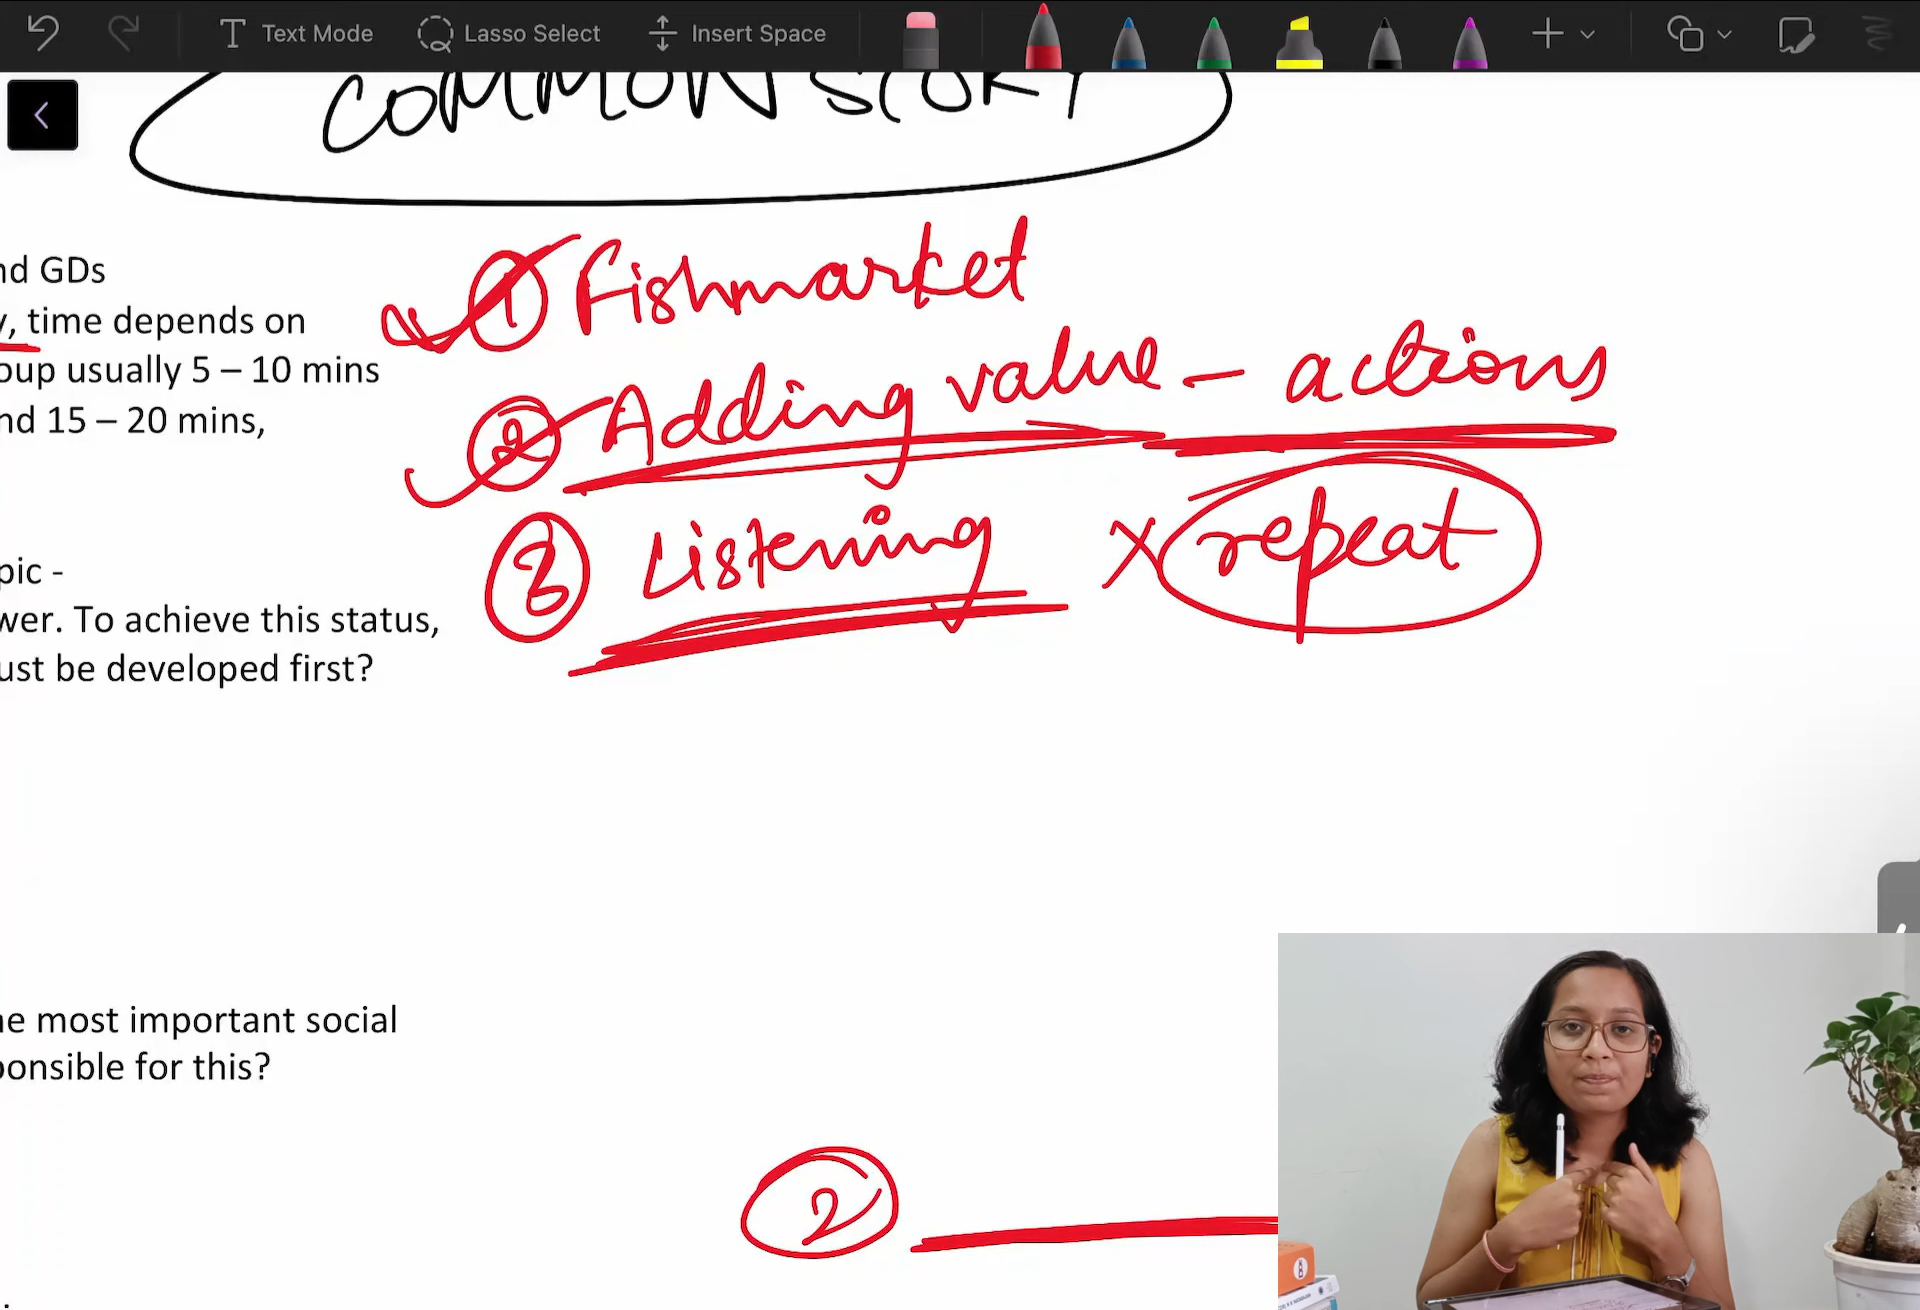 Text Mode Lasso Select Insert Space
COMMON STORY
nd GDs
y, time depends on
oup usually 5 – 10 mins
nd 15 – 20 mins,
1 Fishmarket
2 Adding value – actions
3 Listening X repeat
pic -
wer. To achieve this status,
ust be developed first?
ne most important social
ponsible for this?
2